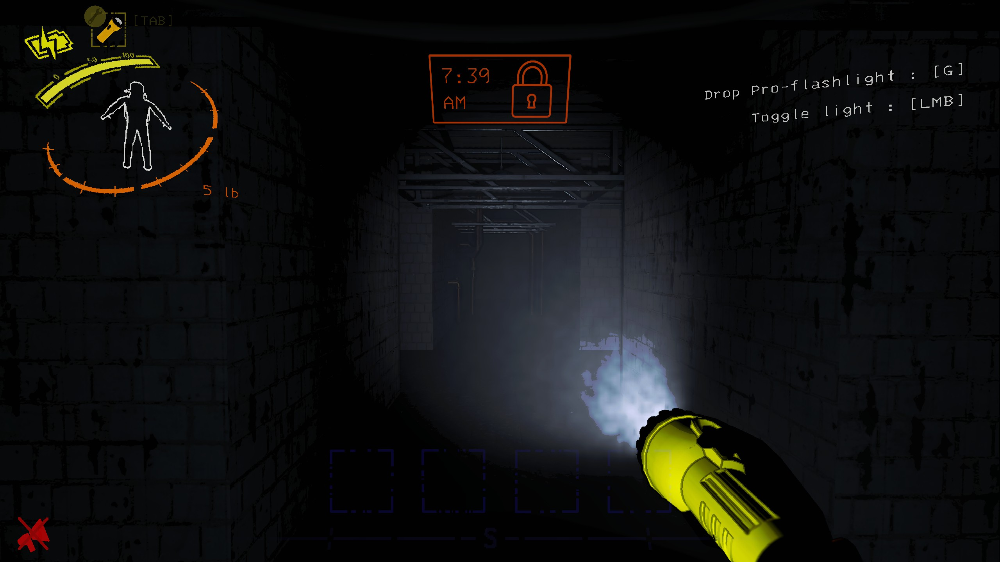 [TAB]
0 50 100
7:39
AM
Drop Pro-flashlight : [G]
Toggle light : [LMB]
5 lb
S